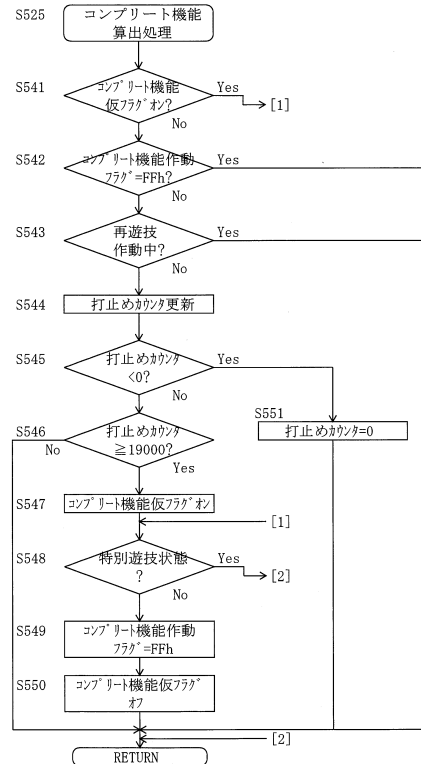 S525
コンプリート機能
算出処理
S541
コンプリート機能
仮フラグオン?
Yes
[1]
No
S542
コンプリート機能作動
フラグ=FFh?
Yes
No
S543
再遊技
作動中?
Yes
No
S544
打止めカウンタ更新
S545
打止めカウンタ
<0?
Yes
No
S551
打止めカウンタ=0
S546
打止めカウンタ
≧19000?
No
Yes
S547
コンプリート機能仮フラグオン
[1]
S548
特別遊技状態
?
Yes
[2]
No
S549
コンプリート機能作動
フラグ=FFh
S550
コンプリート機能仮フラグ
オフ
[2]
RETURN